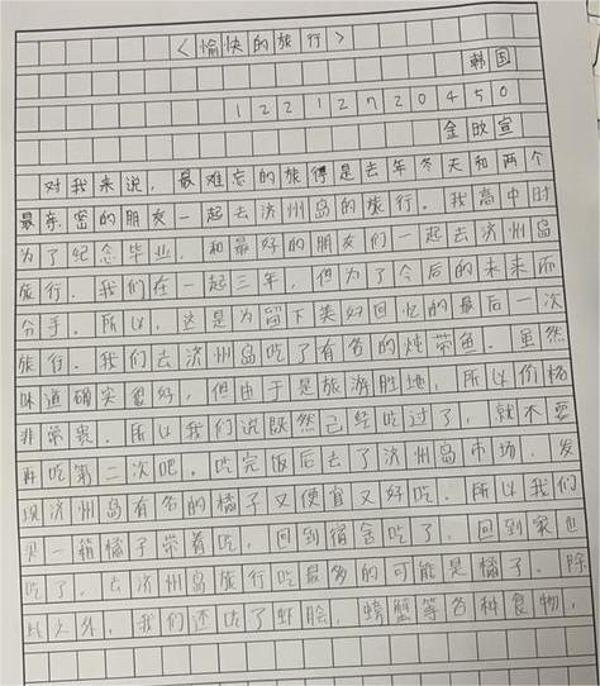 〈愉快的旅行〉
韩国
12212720450
金欣宣
对我来说，最难忘的旅得是去年冬天和两个
最亲密的朋友一起去济州岛的旅行。我高中时
为了纪念毕业，和最好的朋友们一起去济州岛
旅行。我们在一起三年，但为了今后的未来而
分手。所以，这是为留下美好回忆的最后一次
旅行。我们去济州岛吃了有名的炖带鱼。虽然
味道确实很好，但由于是旅游胜地，所以价格
非常贵。所以我们说既然已经吃过了，就不要
再吃第二次吧。吃完饭后去了济州岛市场，发
现济州岛有名的橘子又便宜又好吃。所以我们
买一箱橘子带着吃，回到宿舍吃了，回到家也
吃了。去济州岛旅行吃最多的可能是橘子。除
此之外，我们还吃了虾脍，螃蟹等各种食物，